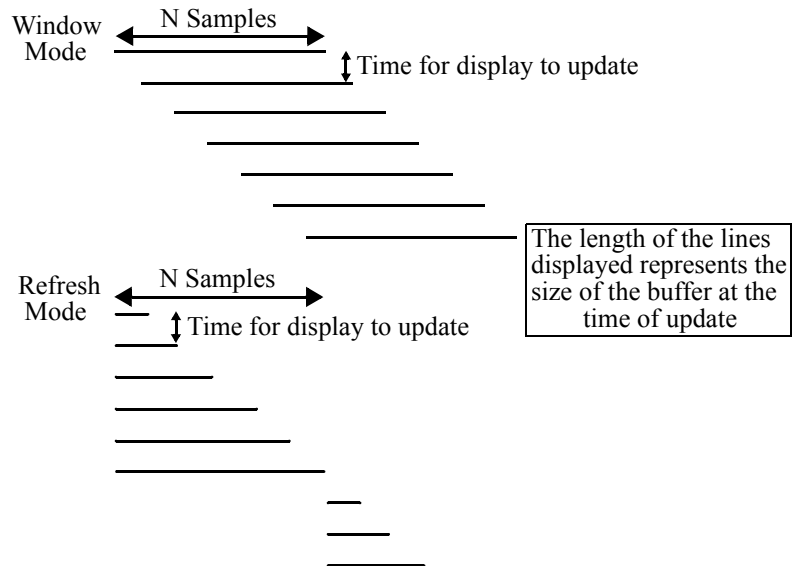 Window
Mode
N Samples
Time for display to update
The length of the lines
displayed represents the
size of the buffer at the
time of update
Refresh
Mode
N Samples
Time for display to update